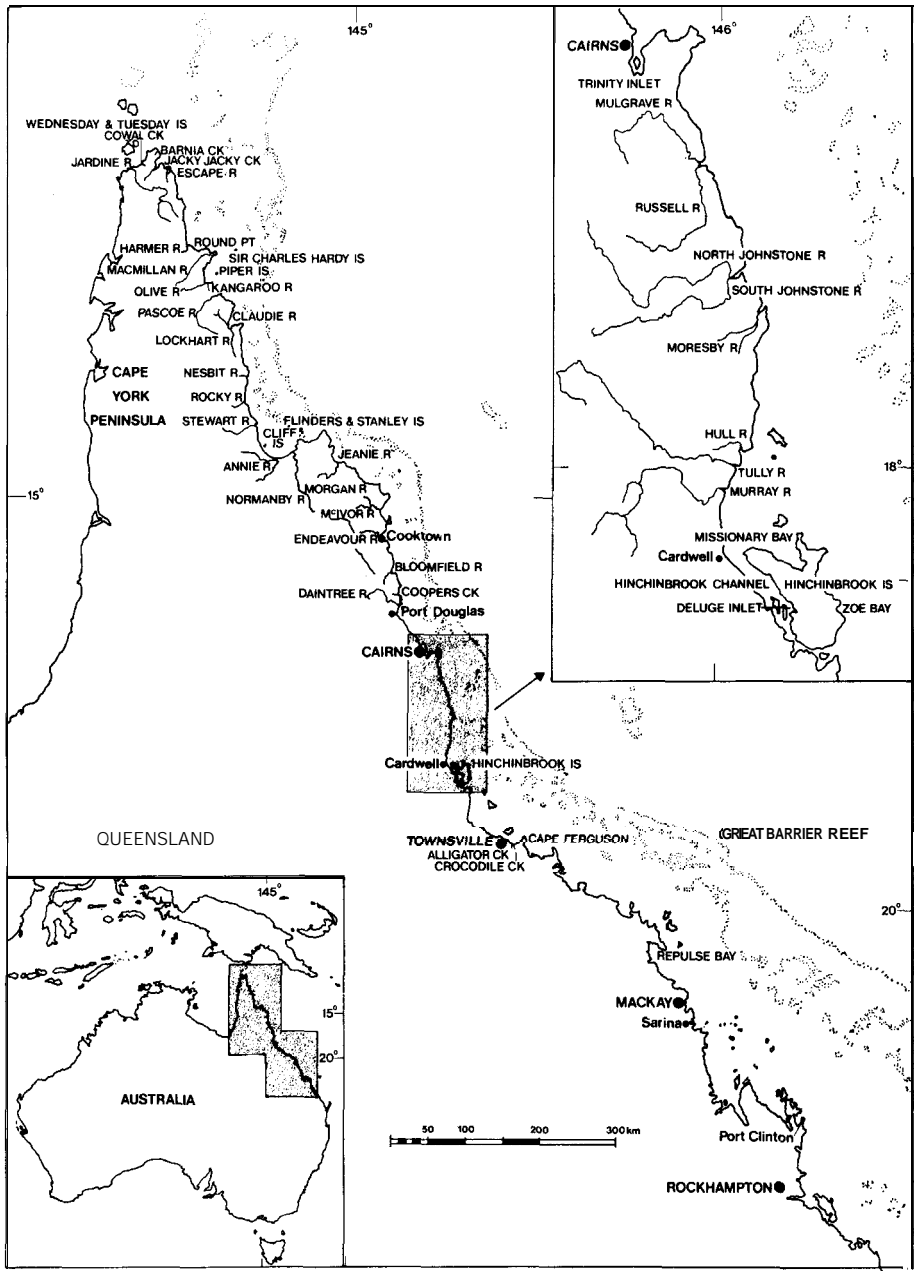 145°
WEDNESDAY & TUESDAY IS
COWAL CK
BARNIA CK
JARDINE R
JACKY JACKY CK
ESCAPE R
HARMER R
ROUND PT
SIR CHARLES HARDY IS
MACMILLAN R
PIPER IS
OLIVE R
KANGAROO R
PASCOE R
CLAUDIE R
LOCKHART R
CAPE
YORK
PENINSULA
NESBIT R
ROCKY R
STEWART R
FLINDERS & STANLEY IS
CLIFF
IS
JEANIE R
ANNIE R
MORGAN R
NORMANBY R
McIVOR R
15°
ENDEAVOUR R
Cooktown
BLOOMFIELD R
DAINTREE R
COOPERS CK
Port Douglas
CAIRNS
Cardwell
HINCHINBROOK IS
QUEENSLAND
TOWNSVILLE
CAPE FERGUSON
ALLIGATOR CK
CROCODILE CK
GREAT BARRIER REEF
20°
REPULSE BAY
MACKAY
Sarina
Port Clinton
ROCKHAMPTON
50 100 200 300 km
146°
CAIRNS
TRINITY INLET
MULGRAVE R
RUSSELL R
NORTH JOHNSTONE R
SOUTH JOHNSTONE R
MORESBY R
HULL R
18°
TULLY R
MURRAY R
MISSIONARY BAY
Cardwell
HINCHINBROOK CHANNEL
HINCHINBROOK IS
DELUGE INLET
ZOE BAY
145°
15°
20°
AUSTRALIA